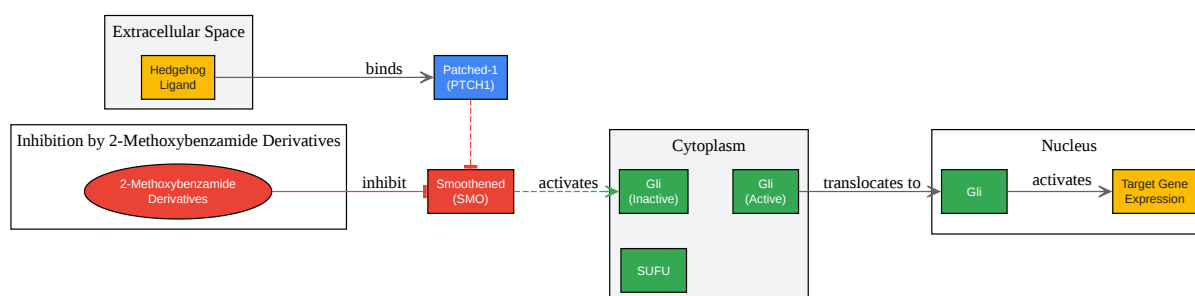 Extracellular Space
Hedgehog
Ligand
binds
Patched-1
(PTCH1)
Inhibition by 2-Methoxybenzamide Derivatives
2-Methoxybenzamide
Derivatives
inhibit
Smoothened
(SMO)
activates
Cytoplasm
Gli
(Inactive)
Gli
(Active)
SUFU
translocates to
Nucleus
Gli
activates
Target Gene
Expression